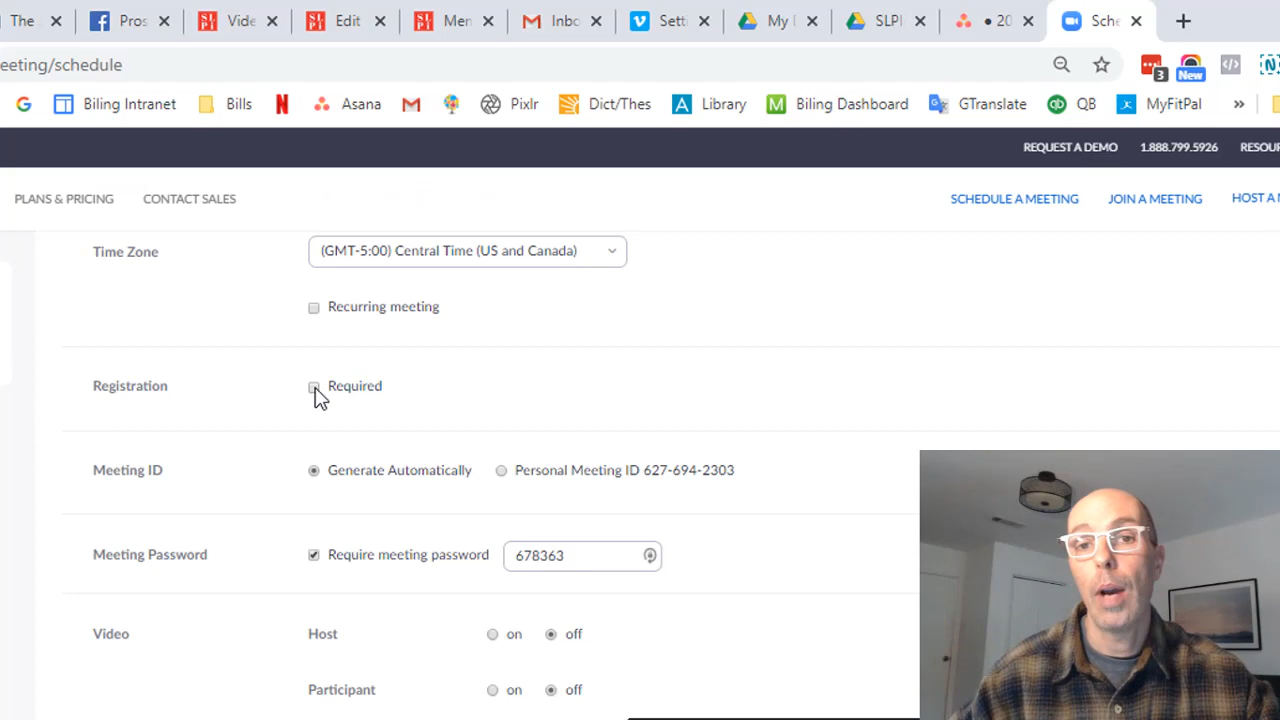 The Pros Vide Edit Men Inbo Setti My I SLPI • 20 Sche
eeting/schedule
3 New
Biling Intranet Bills Asana Pixlr Dict/Thes Library Biling Dashboard GTranslate QB MyFitPal »
REQUEST A DEMO 1.888.799.5926 RESOUR
PLANS & PRICING CONTACT SALES SCHEDULE A MEETING JOIN A MEETING HOST A M
Time Zone (GMT-5:00) Central Time (US and Canada)
Recurring meeting
Registration Required
Meeting ID Generate Automatically Personal Meeting ID 627-694-2303
Meeting Password Require meeting password 678363
Video Host on off
Participant on off